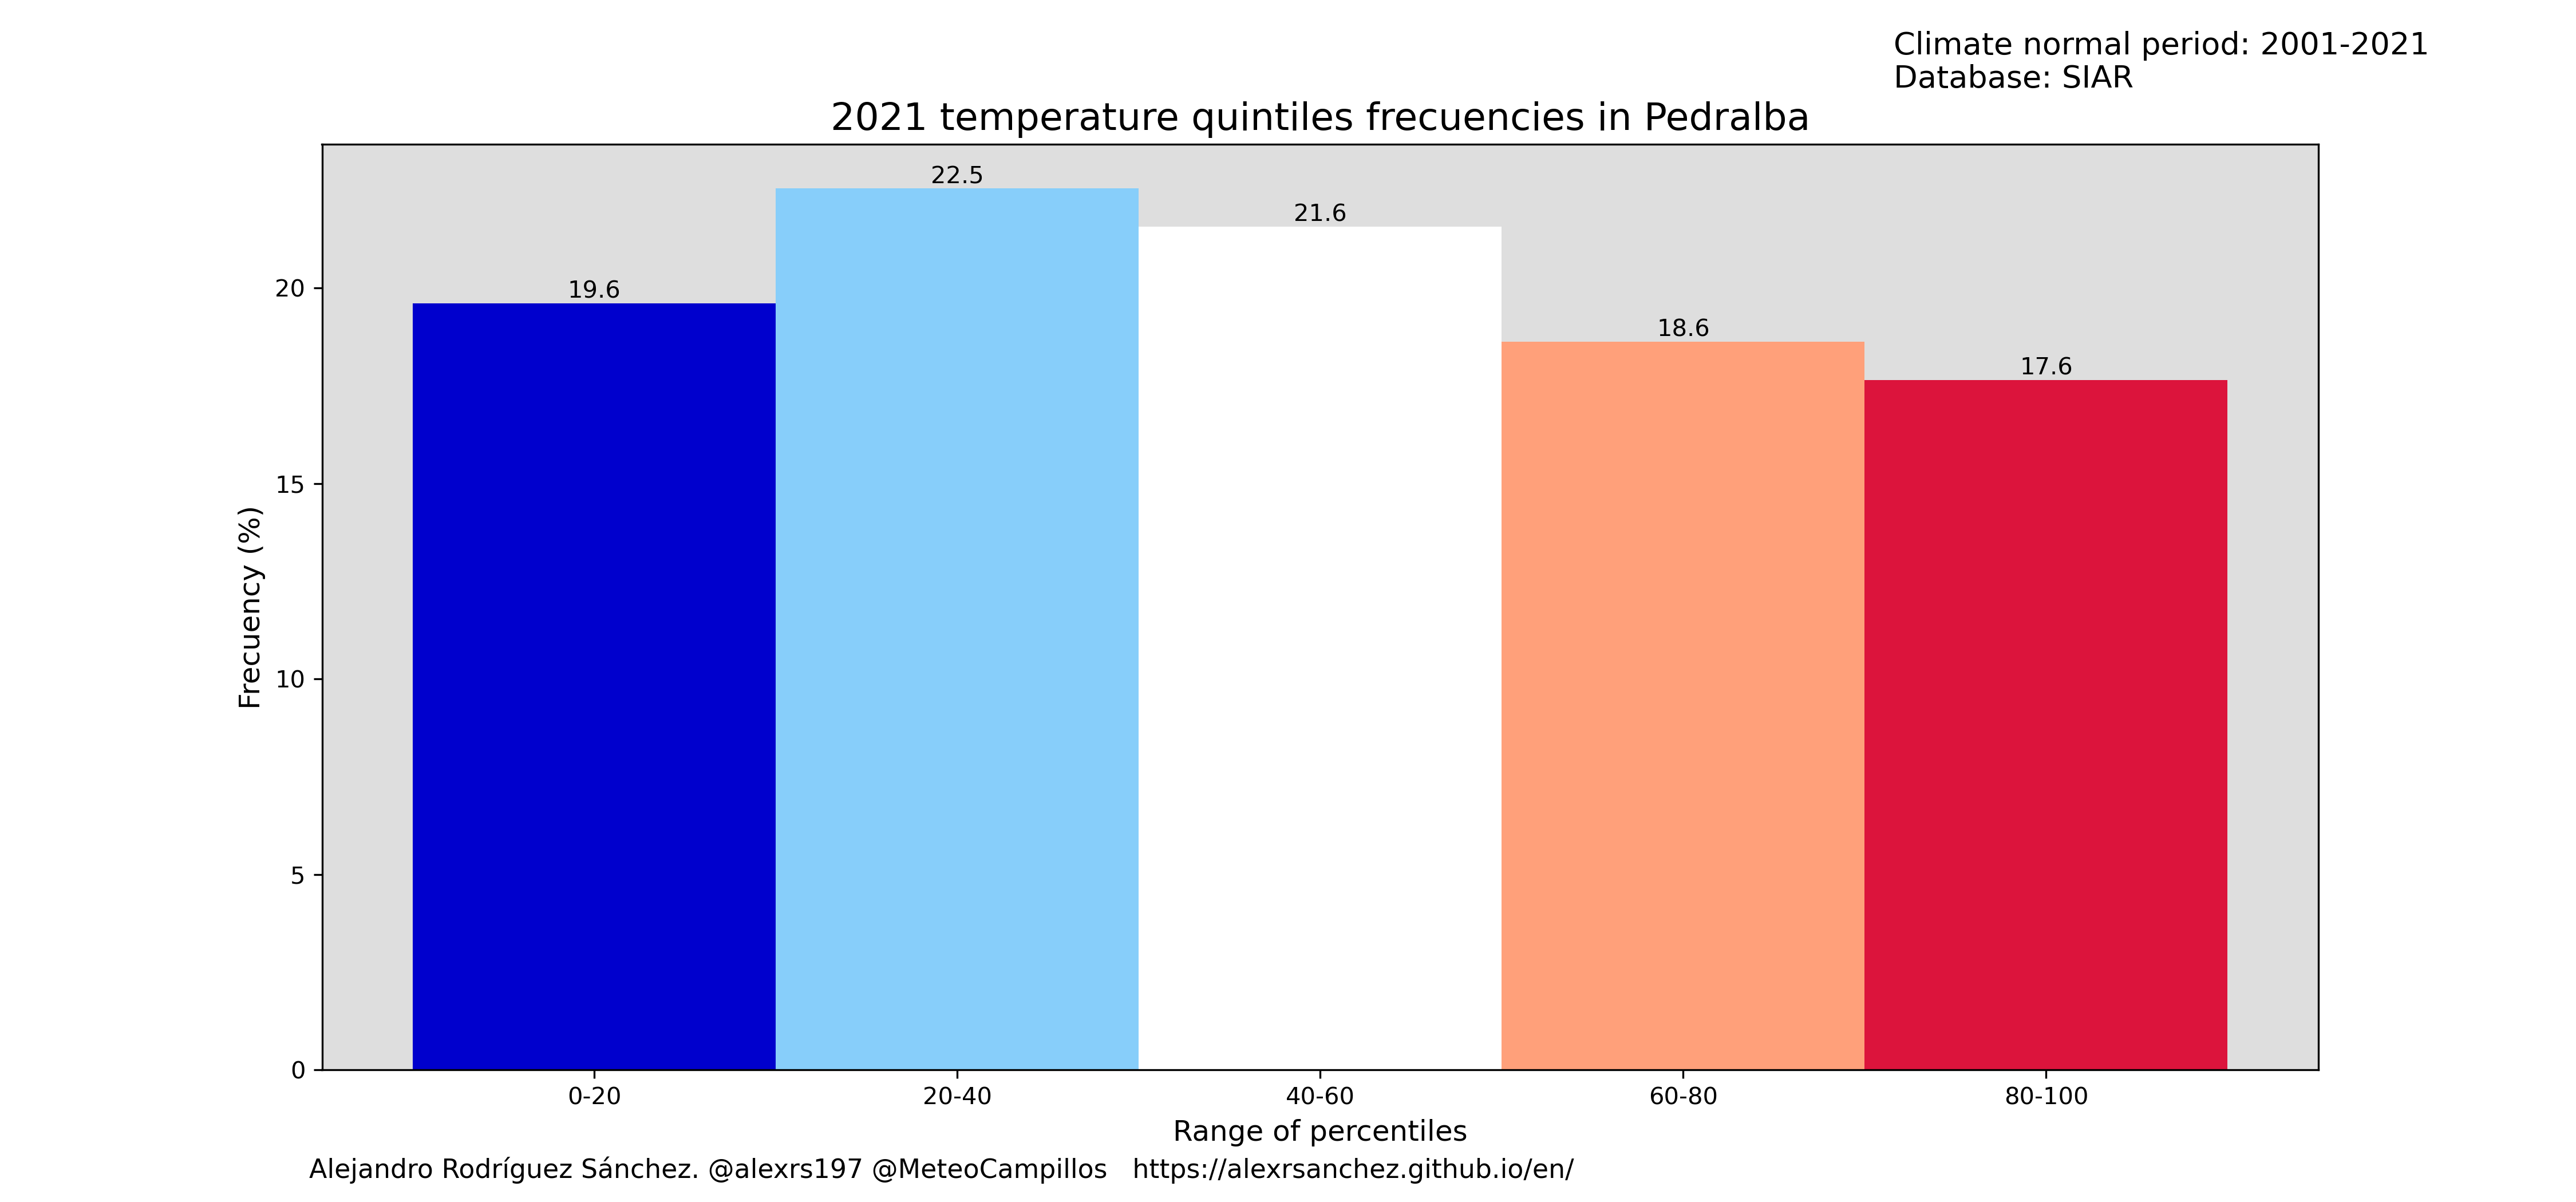 Climate normal period: 2001-2021
Database: SIAR
2021 temperature quintiles frecuencies in Pedralba
22.5
21.6
19.6
18.6
17.6
20
15
10
5
0
Frecuency (%)
0-20 20-40 40-60 60-80 80-100
Range of percentiles
Alejandro Rodríguez Sánchez. @alexrs197 @MeteoCampillos https://alexrsanchez.github.io/en/